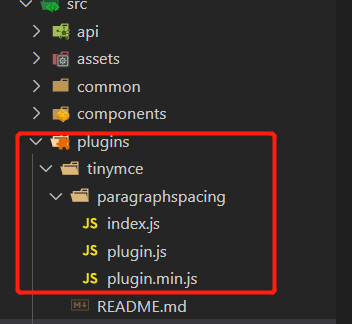 src
api
assets
common
components
plugins
tinymce
paragraphspacing
JS index.js
JS plugin.js
JS plugin.min.js
README.md